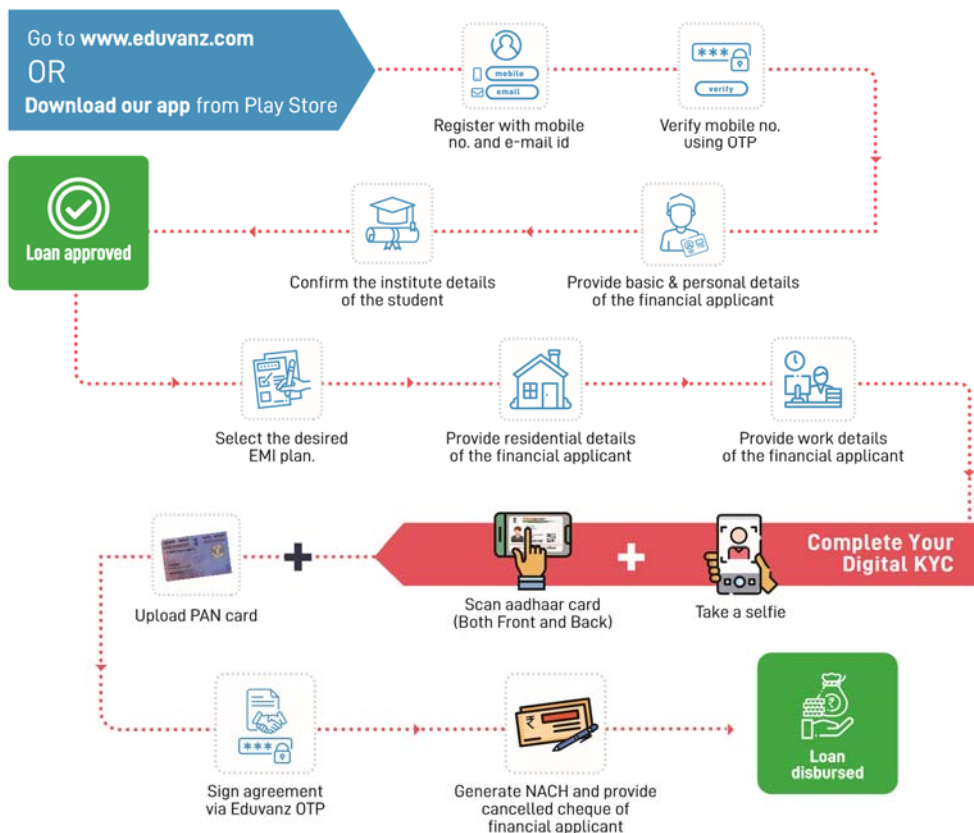 Go to www.eduvanz.com
OR
Download our app from Play Store
mobile
email
Register with mobile
no. and e-mail id
***
verify
Verify mobile no.
using OTP
Provide basic & personal details
of the financial applicant
Confirm the institute details
of the student
Loan approved
Select the desired
EMI plan.
Provide residential details
of the financial applicant
Provide work details
of the financial applicant
Complete Your
Digital KYC
Take a selfie
+
Scan aadhaar card
(Both Front and Back)
+
Upload PAN card
***
Sign agreement
via Eduvanz OTP
₹
Generate NACH and provide
cancelled cheque of
financial applicant
₹
Loan
disbursed